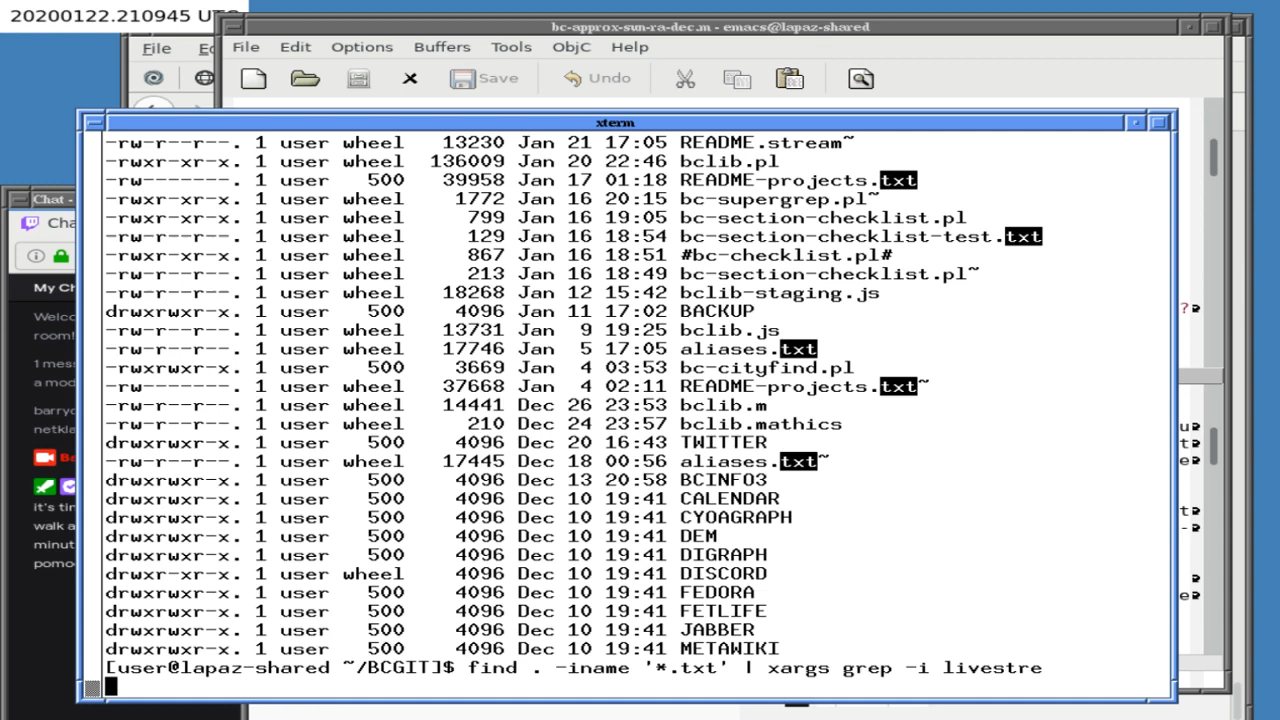 20200122.210945 UTC
bc-approx-sun-ra-dec.m - emacs@lapaz-shared
File
File Edit Options Buffers Tools ObjC Help
Save Undo
xterm
-rw-r--r--. 1 user wheel 13230 Jan 21 17:05 README.stream~
-rwxr-xr-x. 1 user wheel 136009 Jan 20 22:46 bclib.pl
-rw-------. 1 user 500 39958 Jan 17 01:18 README-projects.txt
-rwxr-xr-x. 1 user wheel 1772 Jan 16 20:15 bc-supergrep.pl~
-rwxr-xr-x. 1 user wheel 799 Jan 16 19:05 bc-section-checklist.pl
-rw-r--r--. 1 user wheel 129 Jan 16 18:54 bc-section-checklist-test.txt
-rwxr-xr-x. 1 user wheel 867 Jan 16 18:51 #bc-checklist.pl#
-rw-r--r--. 1 user wheel 213 Jan 16 18:49 bc-section-checklist.pl~
-rw-r--r--. 1 user wheel 18268 Jan 12 15:42 bclib-staging.js
drwxrwxr-x. 1 user 500 4096 Jan 11 17:02 BACKUP
-rw-r--r--. 1 user wheel 13731 Jan 9 19:25 bclib.js
-rw-r--r--. 1 user wheel 17746 Jan 5 17:05 aliases.txt
-rwxrwxr-x. 1 user 500 3669 Jan 4 03:53 bc-cityfind.pl
-rw-------. 1 user wheel 37668 Jan 4 02:11 README-projects.txt~
-rw-r--r--. 1 user wheel 14441 Dec 26 23:53 bclib.m
-rw-r--r--. 1 user wheel 210 Dec 24 23:57 bclib.mathics
drwxrwxr-x. 1 user 500 4096 Dec 20 16:43 TWITTER
-rw-r--r--. 1 user wheel 17445 Dec 18 00:56 aliases.txt~
drwxrwxr-x. 1 user 500 4096 Dec 13 20:58 BCINFO3
drwxrwxr-x. 1 user 500 4096 Dec 10 19:41 CALENDAR
drwxrwxr-x. 1 user 500 4096 Dec 10 19:41 CYOAGRAPH
drwxrwxr-x. 1 user 500 4096 Dec 10 19:41 DEM
drwxrwxr-x. 1 user 500 4096 Dec 10 19:41 DIGRAPH
drwxr-xr-x. 1 user wheel 4096 Dec 10 19:41 DISCORD
drwxrwxr-x. 1 user 500 4096 Dec 10 19:41 FEDORA
drwxrwxr-x. 1 user 500 4096 Dec 10 19:41 FETLIFE
drwxrwxr-x. 1 user 500 4096 Dec 10 19:41 JABBER
drwxrwxr-x. 1 user 500 4096 Dec 10 19:41 METAWIKI
[user@lapaz-shared ~/BCGIT]$ find . -iname '*.txt' | xargs grep -i livestre
Chat -
Cha
My Ch
Welco
room!
1 mes
a mod
barryc
netkla
it's tin
walk a
minut
pomo